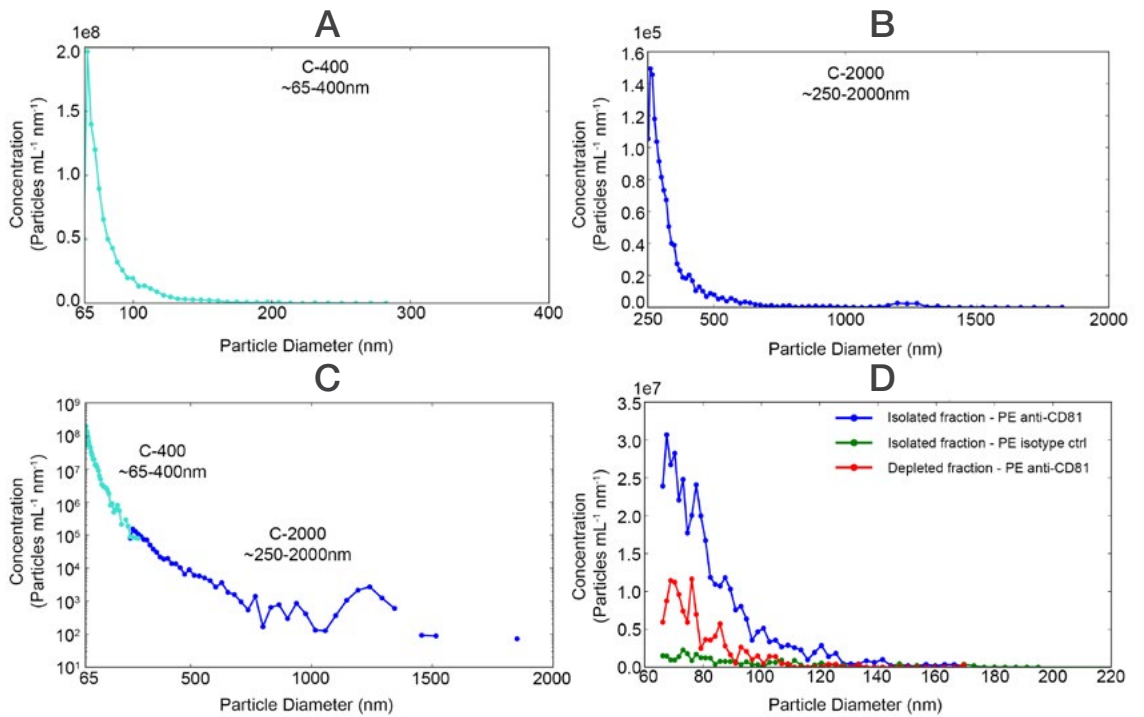 A
1e8
2.0
1.5
1.0
0.5
0.0
C-400
~65-400nm
Concentration
(Particles mL⁻¹ nm⁻¹)
65 100 200 300 400
Particle Diameter (nm)
B
1e5
1.6
1.4
1.2
1.0
0.8
0.6
0.4
0.2
0.0
C-2000
~250-2000nm
Concentration
(Particles mL⁻¹ nm⁻¹)
250 500 1000 1500 2000
Particle Diameter (nm)
C
10⁹
10⁸
10⁷
10⁶
10⁵
10⁴
10³
10²
10¹
C-400
~65-400nm
C-2000
~250-2000nm
Concentration
(Particles mL⁻¹ nm⁻¹)
65 500 1000 1500 2000
Particle Diameter (nm)
D
1e7
3.5
3.0
2.5
2.0
1.5
1.0
0.5
0.0
Isolated fraction - PE anti-CD81
Isolated fraction - PE isotype ctrl
Depleted fraction - PE anti-CD81
Concentration
(Particles mL⁻¹ nm⁻¹)
60 80 100 120 140 160 180 200 220
Particle Diameter (nm)